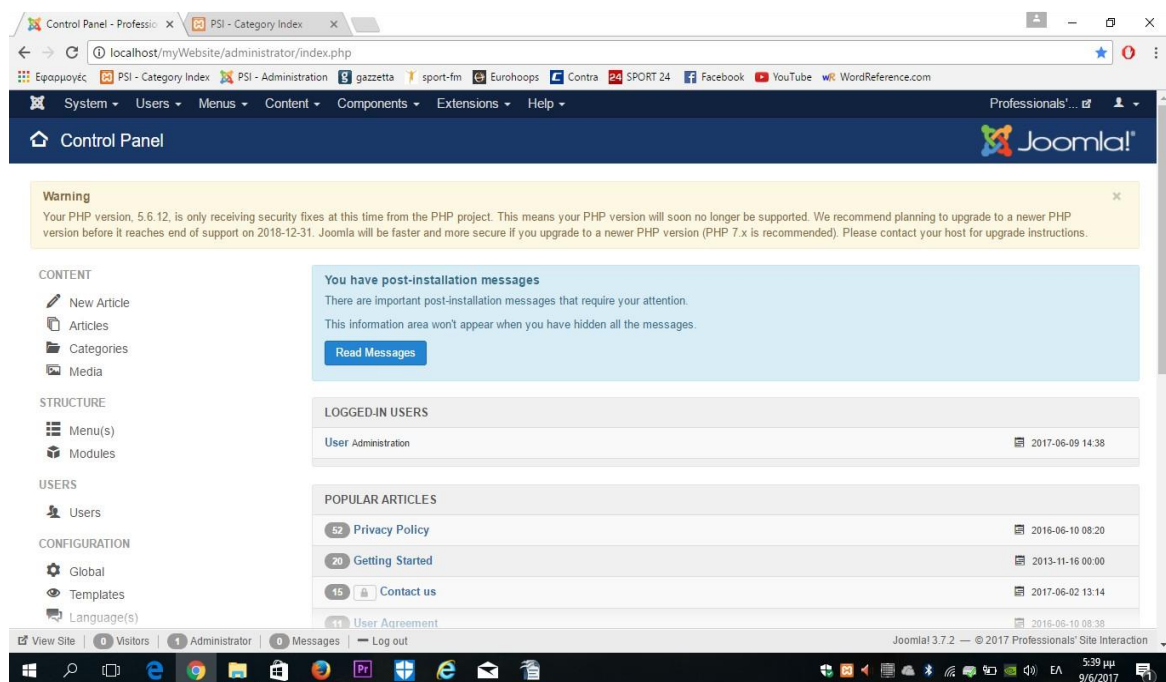 Control Panel - Professio
PSI - Category Index
localhost/myWebsite/administrator/index.php
Εφαρμογές PSI - Category Index PSI - Administration gazzetta sport-fm Eurohoops Contra 24 SPORT 24 Facebook YouTube WR WordReference.com
System Users Menus Content Components Extensions Help Professionals'...
Control Panel Joomla!
Warning
Your PHP version, 5.6.12, is only receiving security fixes at this time from the PHP project. This means your PHP version will soon no longer be supported. We recommend planning to upgrade to a newer PHP
version before it reaches end of support on 2018-12-31. Joomla will be faster and more secure if you upgrade to a newer PHP version (PHP 7.x is recommended). Please contact your host for upgrade instructions.
CONTENT
New Article
Articles
Categories
Media
STRUCTURE
Menu(s)
Modules
USERS
Users
CONFIGURATION
Global
Templates
Language(s)
You have post-installation messages
There are important post-installation messages that require your attention.
This information area won't appear when you have hidden all the messages.
Read Messages
LOGGED-IN USERS
User Administration 2017-06-09 14:38
POPULAR ARTICLES
52 Privacy Policy 2016-06-10 08:20
20 Getting Started 2013-11-16 00:00
15 Contact us 2017-06-02 13:14
11 User Agreement 2016-06-10 08:38
View Site 0 Visitors 1 Administrator 0 Messages Log out Joomla! 3.7.2 — © 2017 Professionals' Site Interaction
Pr ΕΛ 5:39 μμ
9/6/2017